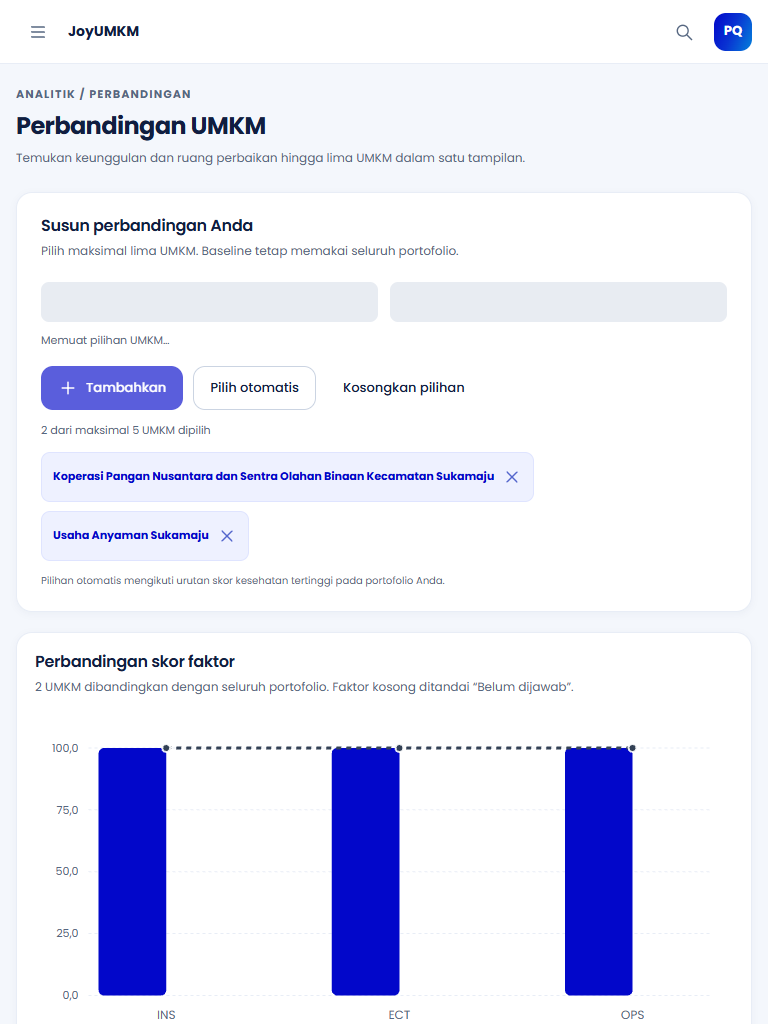 JoyUMKM
PQ
ANALITIK / PERBANDINGAN
Perbandingan UMKM
Temukan keunggulan dan ruang perbaikan hingga lima UMKM dalam satu tampilan.
Susun perbandingan Anda
Pilih maksimal lima UMKM. Baseline tetap memakai seluruh portofolio.
Memuat pilihan UMKM…
Tambahkan
Pilih otomatis
Kosongkan pilihan
2 dari maksimal 5 UMKM dipilih
Koperasi Pangan Nusantara dan Sentra Olahan Binaan Kecamatan Sukamaju
Usaha Anyaman Sukamaju
Pilihan otomatis mengikuti urutan skor kesehatan tertinggi pada portofolio Anda.
Perbandingan skor faktor
2 UMKM dibandingkan dengan seluruh portofolio. Faktor kosong ditandai “Belum dijawab”.
100,0
75,0
50,0
25,0
0,0
INS
ECT
OPS